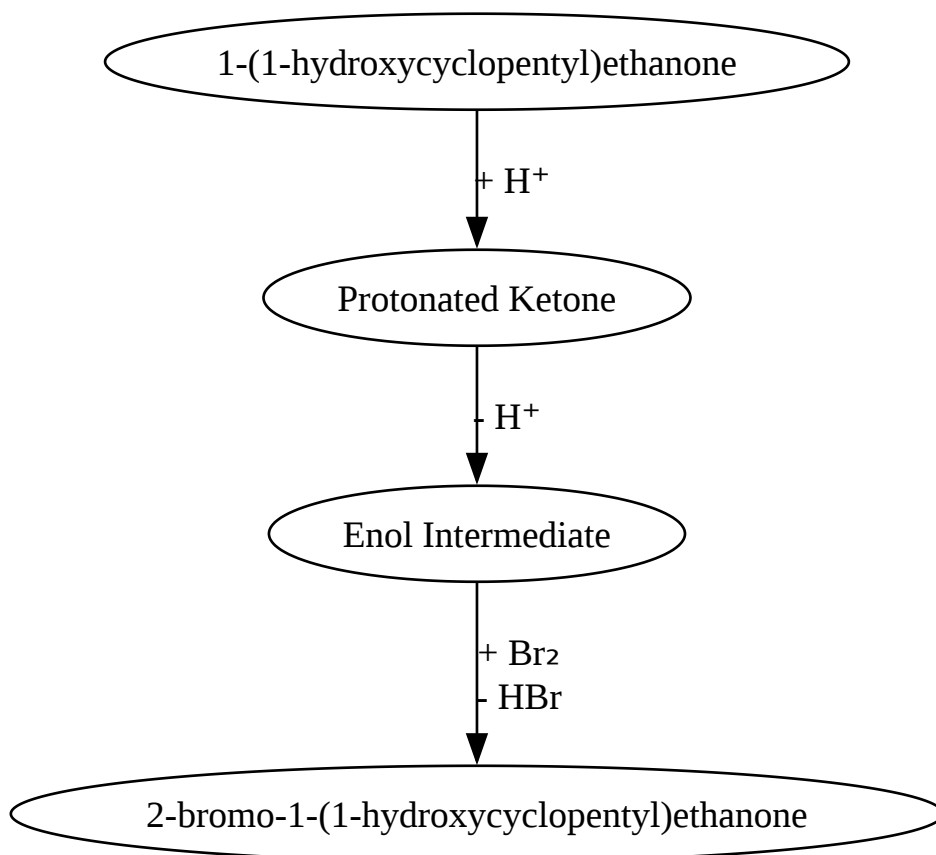 1-(1-hydroxycyclopentyl)ethanone
+ H⁺
Protonated Ketone
- H⁺
Enol Intermediate
+ Br₂
- HBr
2-bromo-1-(1-hydroxycyclopentyl)ethanone